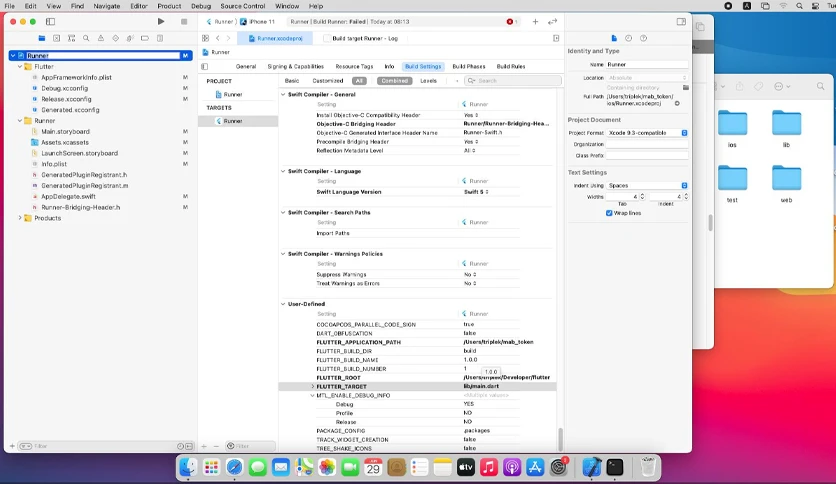 File Edit View Find Navigate Editor Product Debug Source Control Window Help
Runner iPhone 11 Runner | Build Runner: Failed | Today at 08:13 1
Runner.xcodeproj Build target Runner - Log
Runner
General Signing & Capabilities Resource Tags Info Build Settings Build Phases Build Rules
Basic Customized All Combined Levels Search
Runner M
Flutter
AppFrameworkInfo.plist M
Debug.xcconfig M
Release.xcconfig M
Generated.xcconfig
Runner
Main.storyboard M
Assets.xcassets M
LaunchScreen.storyboard M
Info.plist M
GeneratedPluginRegistrant.h
GeneratedPluginRegistrant.m
AppDelegate.swift M
Runner-Bridging-Header.h M
Products
Filter
PROJECT
Runner
TARGETS
Runner
Filter
Swift Compiler - General
Setting Runner
Install Objective-C Compatibility Header Yes
Objective-C Bridging Header Runner/Runner-Bridging-Hea...
Objective-C Generated Interface Header Name Runner-Swift.h
Precompile Bridging Header Yes
Reflection Metadata Level All
Swift Compiler - Language
Setting Runner
Swift Language Version Swift 5
Swift Compiler - Search Paths
Setting Runner
Import Paths
Swift Compiler - Warnings Policies
Setting Runner
Suppress Warnings No
Treat Warnings as Errors No
User-Defined
Setting Runner
COCOAPODS_PARALLEL_CODE_SIGN true
DART_OBFUSCATION false
FLUTTER_APPLICATION_PATH /Users/triplek/mab_token
FLUTTER_BUILD_DIR build
FLUTTER_BUILD_NAME 1.0.0
FLUTTER_BUILD_NUMBER 1
1.0.0
FLUTTER_ROOT /Users/triplek/Developer/flutter
FLUTTER_TARGET lib/main.dart
MTL_ENABLE_DEBUG_INFO <Multiple values>
Debug YES
Profile NO
Release NO
PACKAGE_CONFIG .packages
TRACK_WIDGET_CREATION false
TREE_SHAKE_ICONS false
Identity and Type
Name Runner
Location Absolute
Containing directory
Full Path /Users/triplek/mab_token/
ios/Runner.xcodeproj
Project Document
Project Format Xcode 9.3-compatible
Organization
Class Prefix
Text Settings
Indent Using Spaces
Widths 4 4
Tab Indent
Wrap lines
ios lib
test web
tv
DEC
29